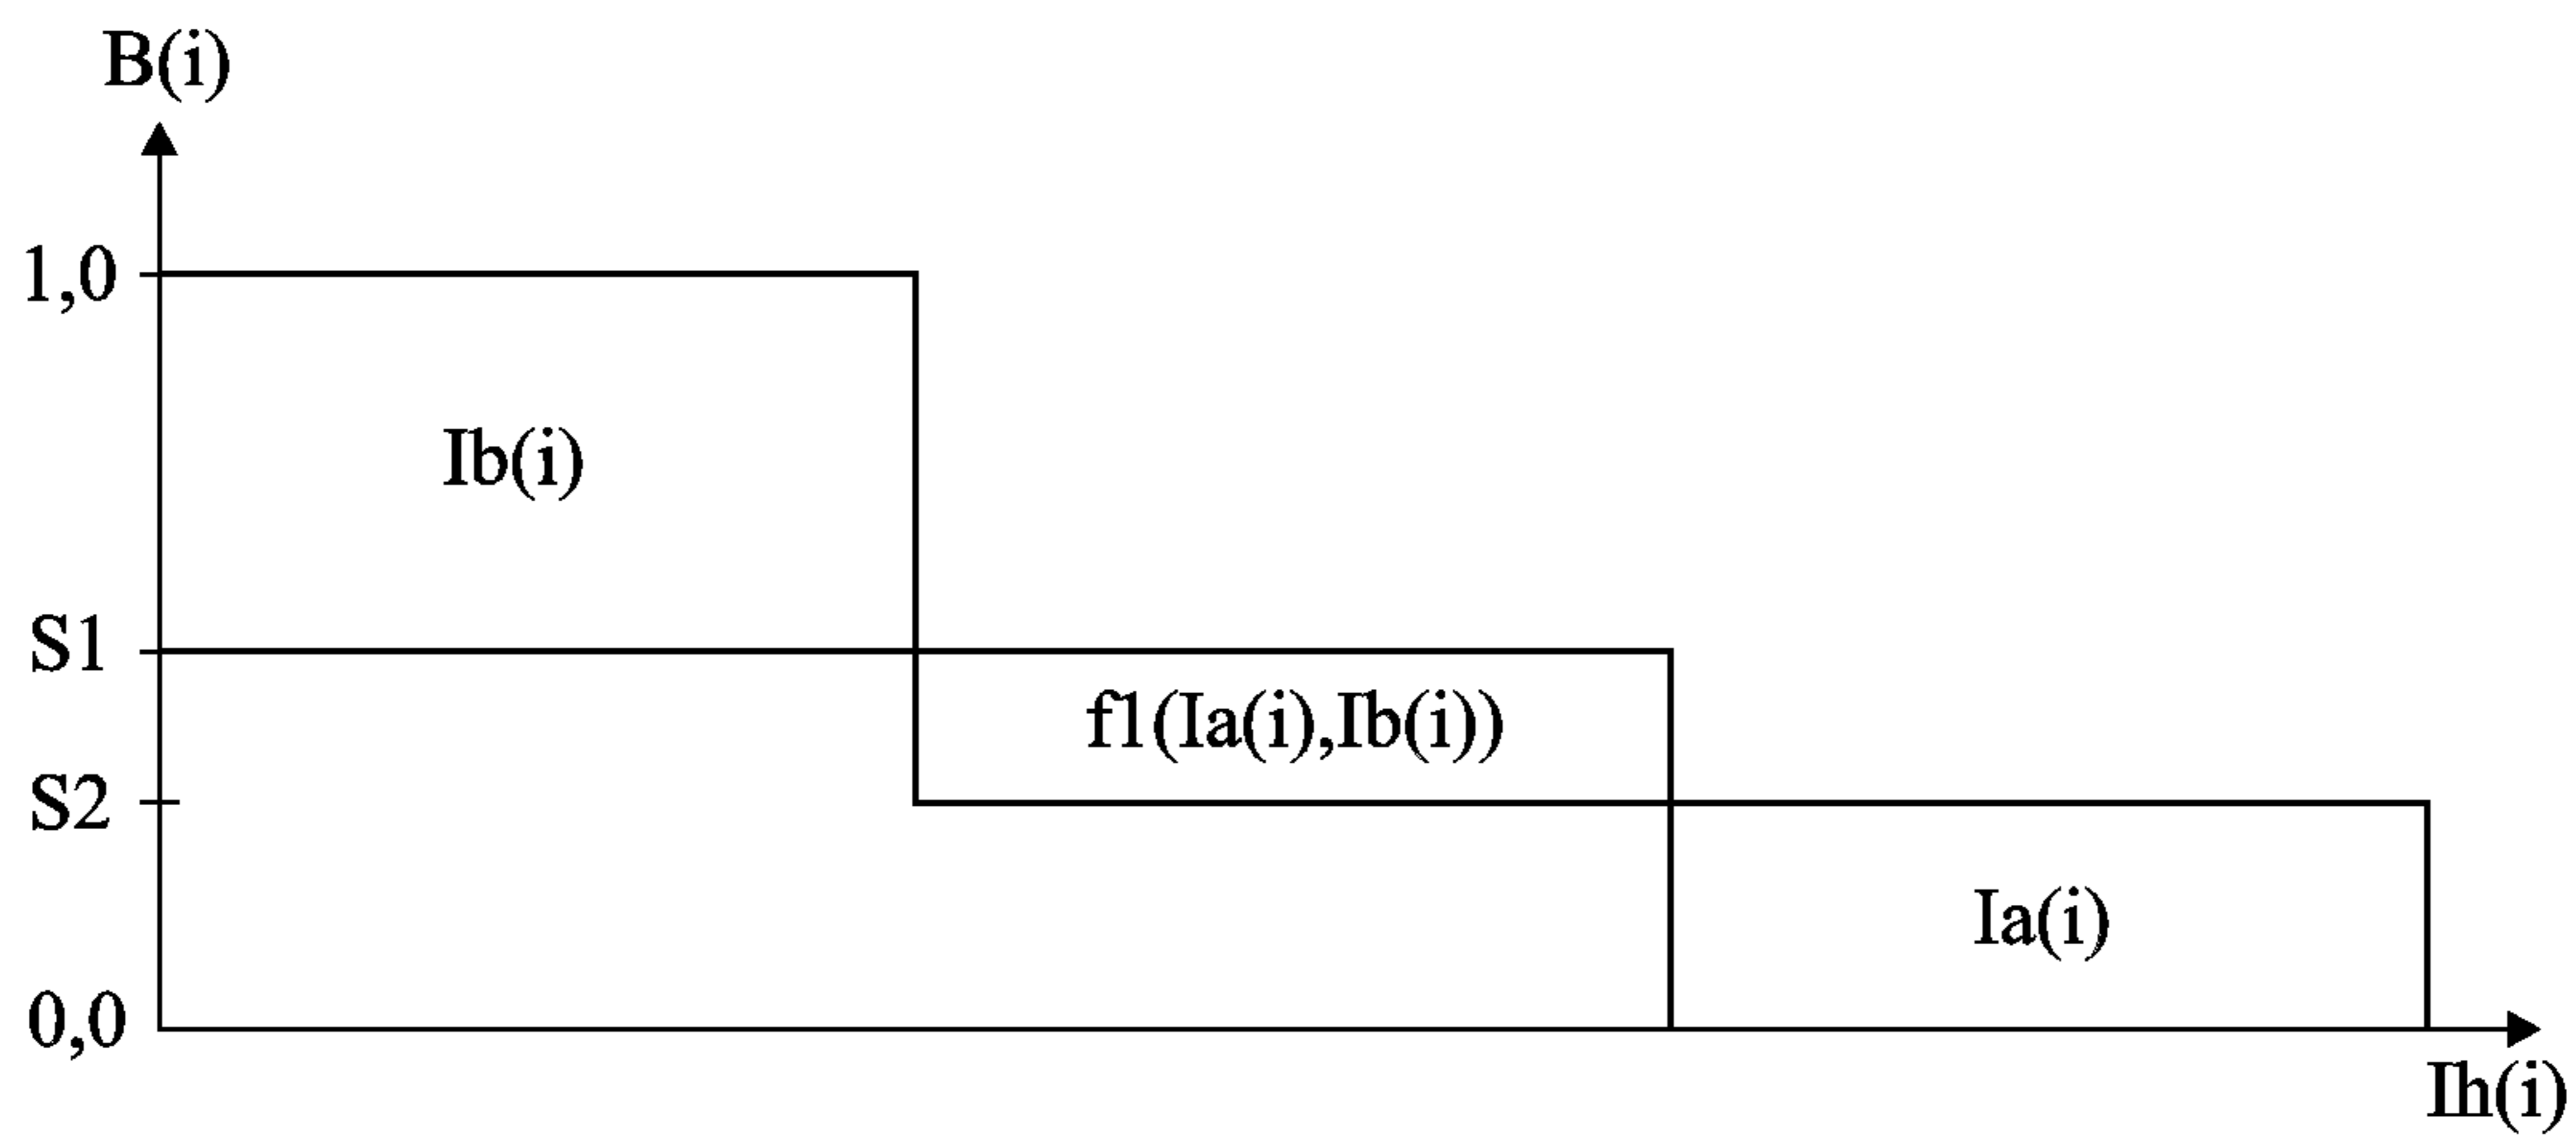 B(i)
1,0
Ib(i)
S1
f1(Ia(i),Ib(i))
S2
Ia(i)
0,0
Ih(i)